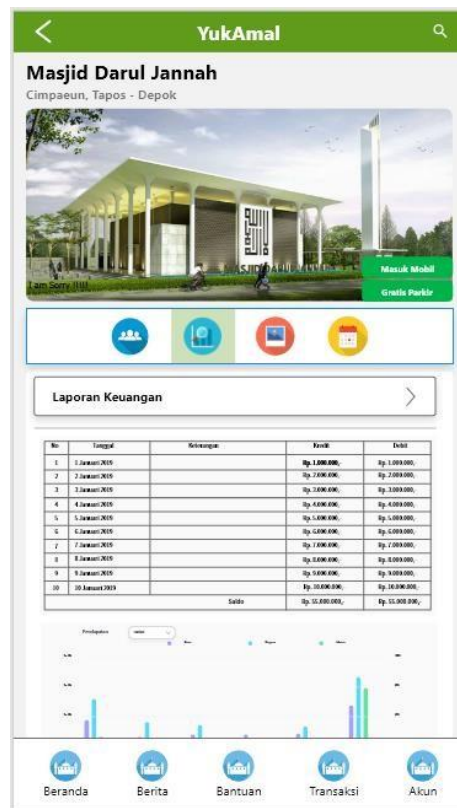 YukAmal
Masjid Darul Jannah
Cimpaeun, Tapos - Depok
Masuk Mobil
I am Sorry !!!!!
Gratis Parkir
Laporan Keuangan
No Tanggal Keterangan Kredit Debit
1 1 Januari 2019 Rp. 1.000.000,- Rp. 1.000.000,
2 2 Januari 2019 Rp. 2.000.000, Rp. 2.000.000,
3 3 Januari 2019 Rp. 3.000.000, Rp. 3.000.000,
4 4 Januari 2019 Rp. 4.000.000, Rp. 4.000.000,
5 5 Januari 2019 Rp. 5.000.000, Rp. 5.000.000,
6 6 Januari 2019 Rp. 6.000.000, Rp. 6.000.000,
7 7 Januari 2019 Rp. 7.000.000, Rp. 7.000.000,
8 8 Januari 2019 Rp. 8.000.000, Rp. 8.000.000,
9 9 Januari 2019 Rp. 9.000.000, Rp. 9.000.000,
10 10 Januari 2019 Rp. 10.000.000, Rp. 10.000.000,
Saldo Rp. 55.000.000,- Rp. 55.000.000,-
Pendapatan
Beranda Berita Bantuan Transaksi Akun